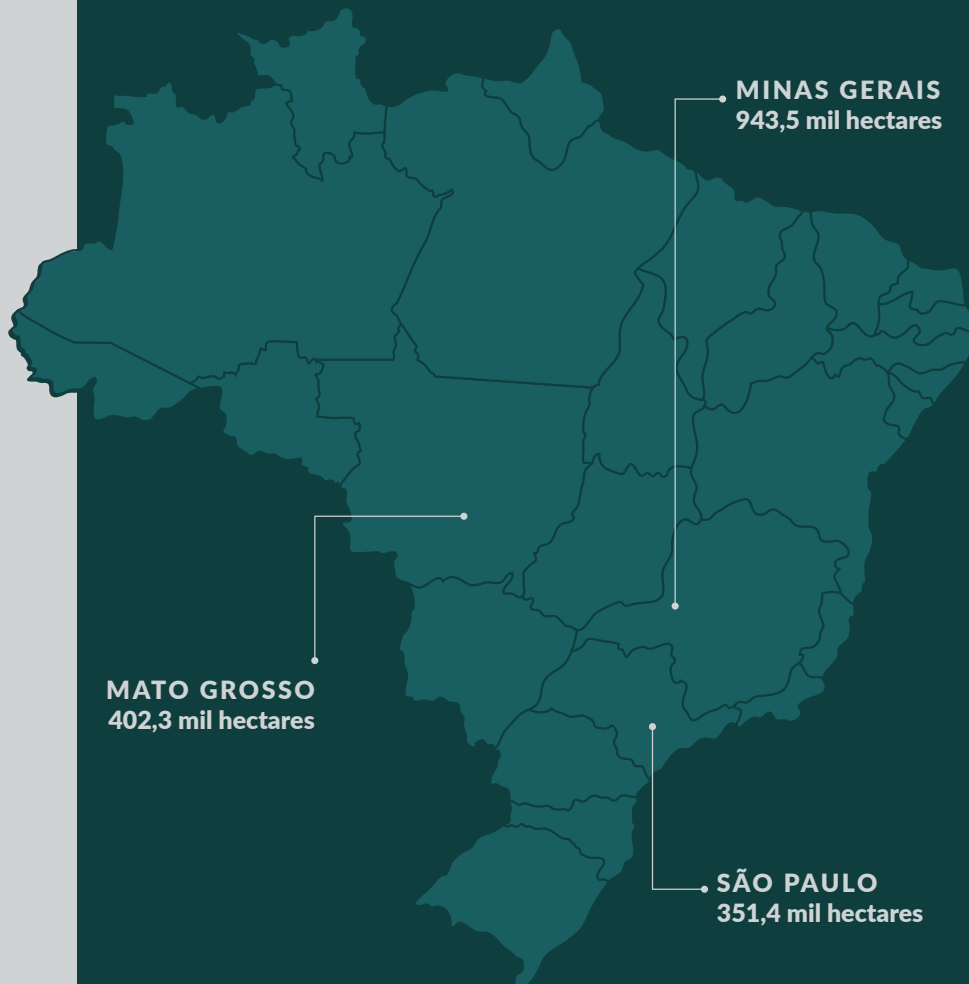 MINAS GERAIS
943,5 mil hectares
MATO GROSSO
402,3 mil hectares
SÃO PAULO
351,4 mil hectares